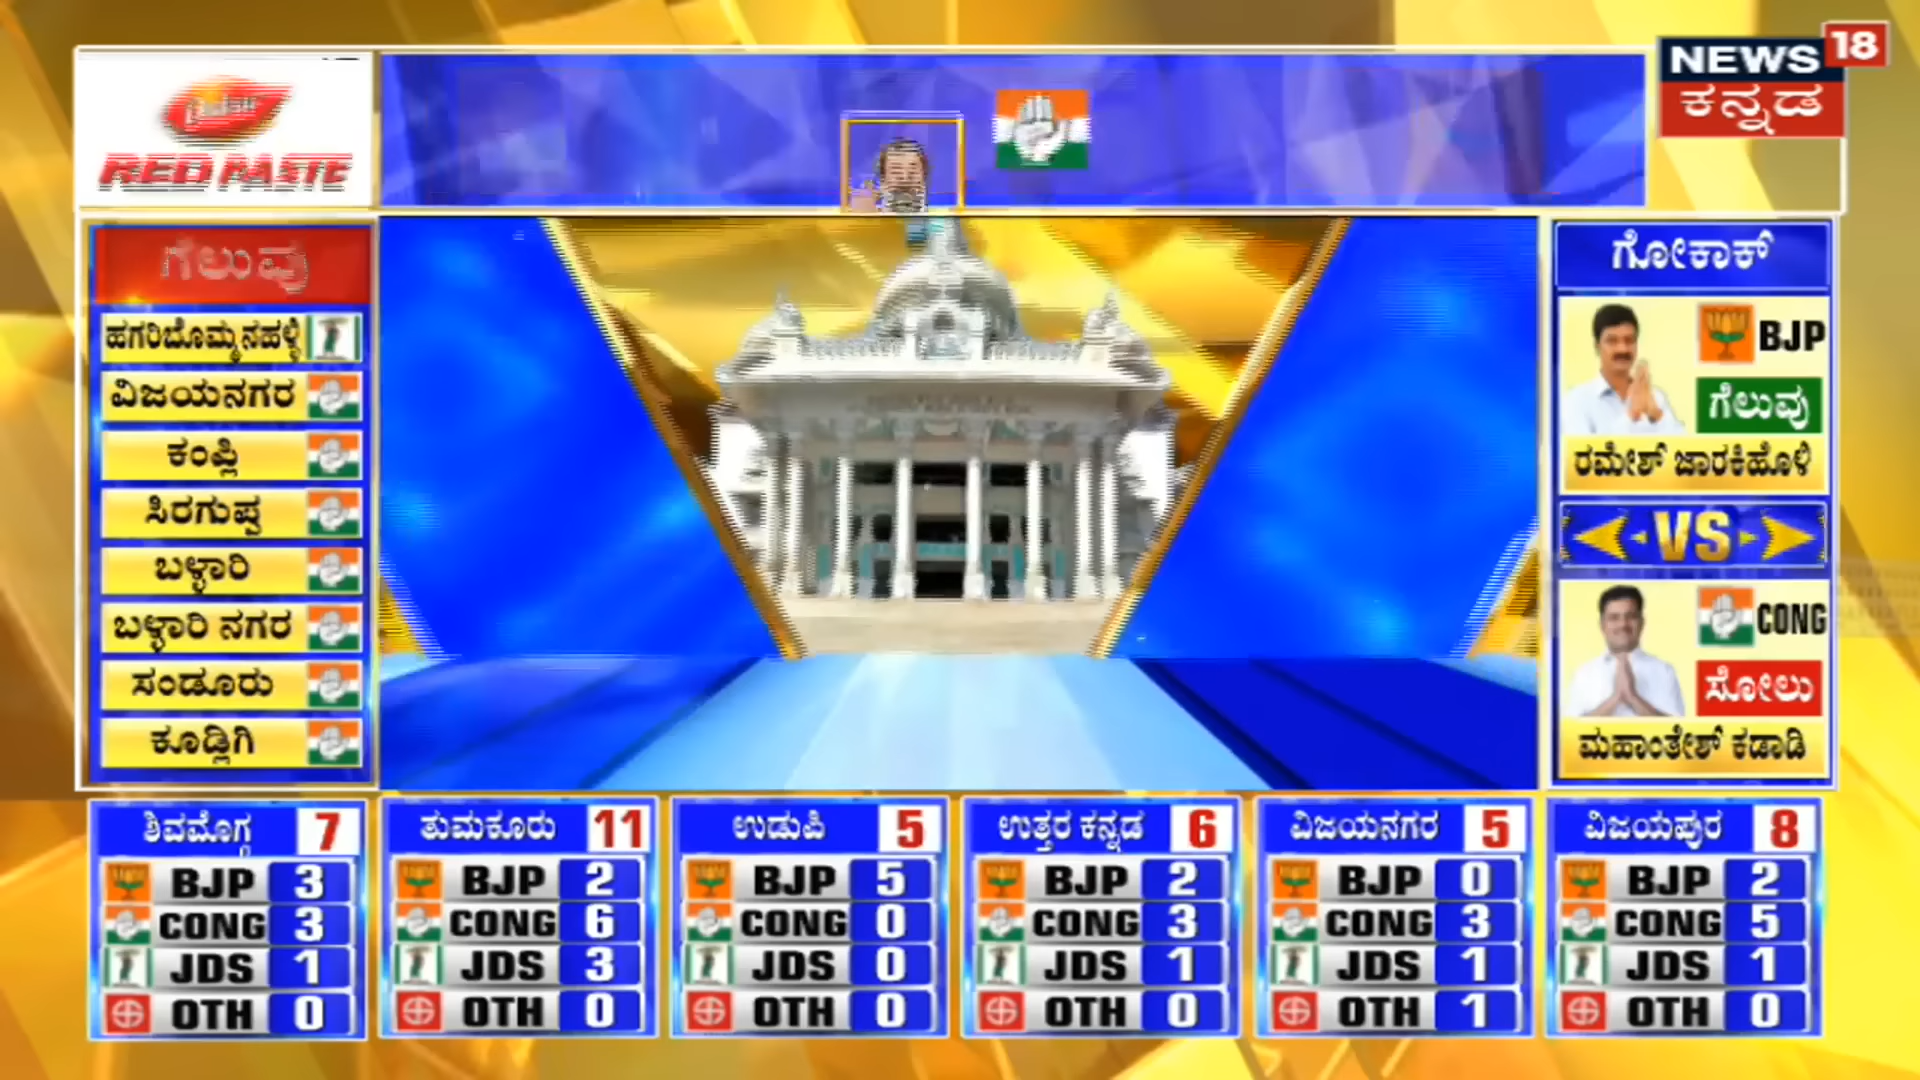 NEWS 18
ಕನ್ನಡ
Dabur
RED PASTE
ಗೆಲುವು
ಹಗರಿಬೊಮ್ಮನಹಳ್ಳಿ
ವಿಜಯನಗರ
ಕಂಪ್ಲಿ
ಸಿರಗುಪ್ಪ
ಬಳ್ಳಾರಿ
ಬಳ್ಳಾರಿ ನಗರ
ಸಂಡೂರು
ಕೂಡ್ಲಿಗಿ
ಗೋಕಾಕ್
BJP
ಗೆಲುವು
ರಮೇಶ್ ಜಾರಕಿಹೊಳಿ
VS
CONG
ಸೋಲು
ಮಹಾಂತೇಶ್ ಕಡಾಡಿ
ಶಿವಮೊಗ್ಗ 7
BJP 3
CONG 3
JDS 1
OTH 0
ತುಮಕೂರು 11
BJP 2
CONG 6
JDS 3
OTH 0
ಉಡುಪಿ 5
BJP 5
CONG 0
JDS 0
OTH 0
ಉತ್ತರ ಕನ್ನಡ 6
BJP 2
CONG 3
JDS 1
OTH 0
ವಿಜಯನಗರ 5
BJP 0
CONG 3
JDS 1
OTH 1
ವಿಜಯಪುರ 8
BJP 2
CONG 5
JDS 1
OTH 0